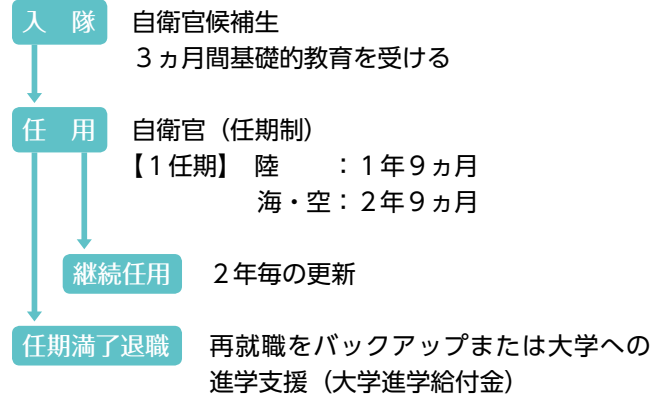 入　隊　自衛官候補生
３ヵ月間基礎的教育を受ける
任　用　自衛官（任期制）
【１任期】　陸　　：１年９ヵ月
海・空：２年９ヵ月
継続任用　２年毎の更新
任期満了退職　再就職をバックアップまたは大学への
進学支援（大学進学給付金）